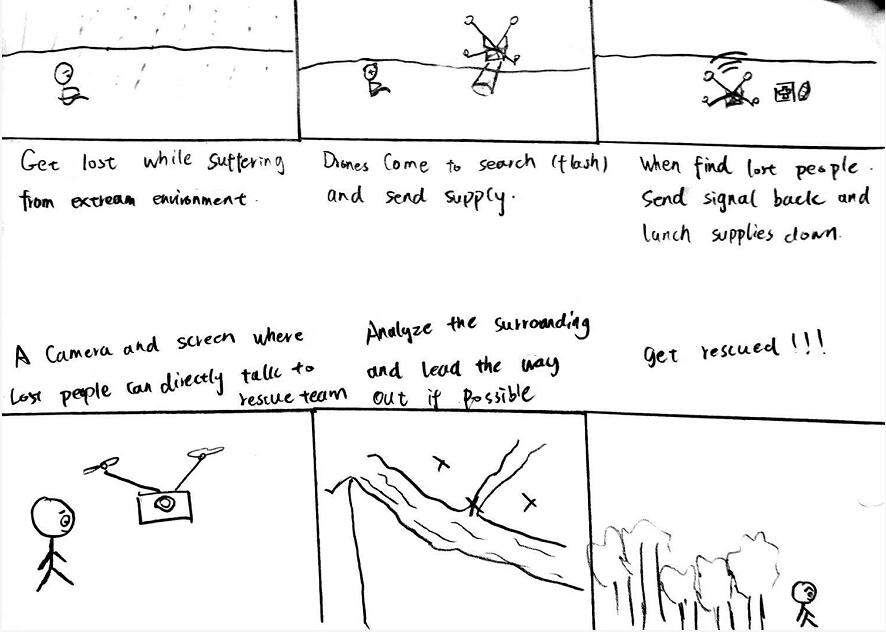 Get lost while suffering
from extream environment.
Drones Come to search (flash)
and send supply.
When find lost people.
Send signal back and
lunch supplies down.
A Camera and screen where
Lost people can directly talk to
rescue team
Analyze the surrounding
and lead the way
out if possible
Get rescued !!!